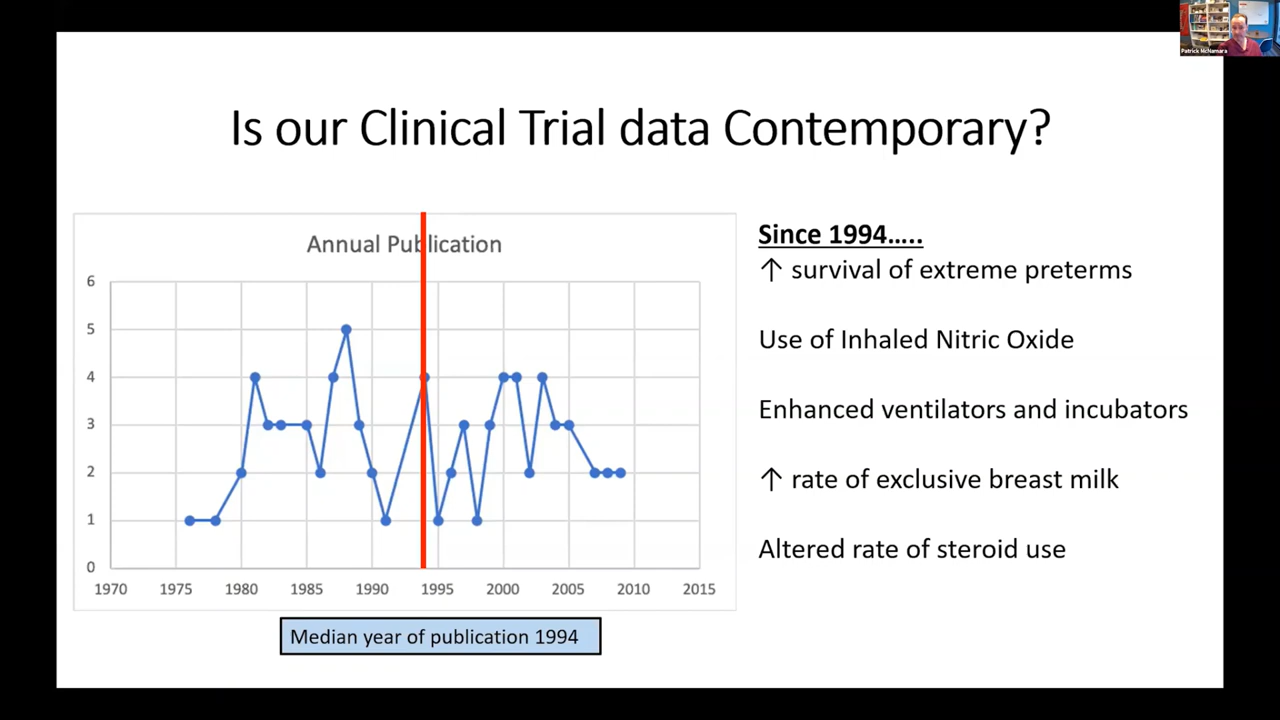 Patrick McNamara
Is our Clinical Trial data Contemporary?
Annual Publication
6
5
4
3
2
1
0
1970 1975 1980 1985 1990 1995 2000 2005 2010 2015
Median year of publication 1994
Since 1994…..
↑ survival of extreme preterms
Use of Inhaled Nitric Oxide
Enhanced ventilators and incubators
↑ rate of exclusive breast milk
Altered rate of steroid use